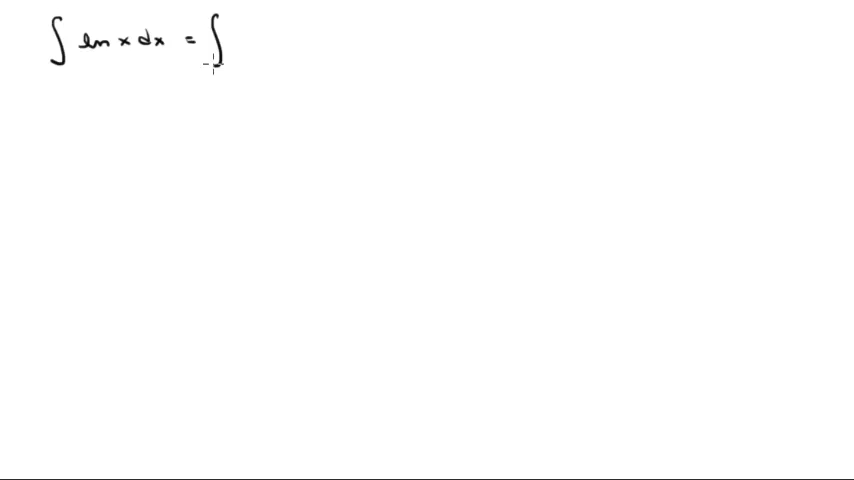 ∫ ln x dx = ∫